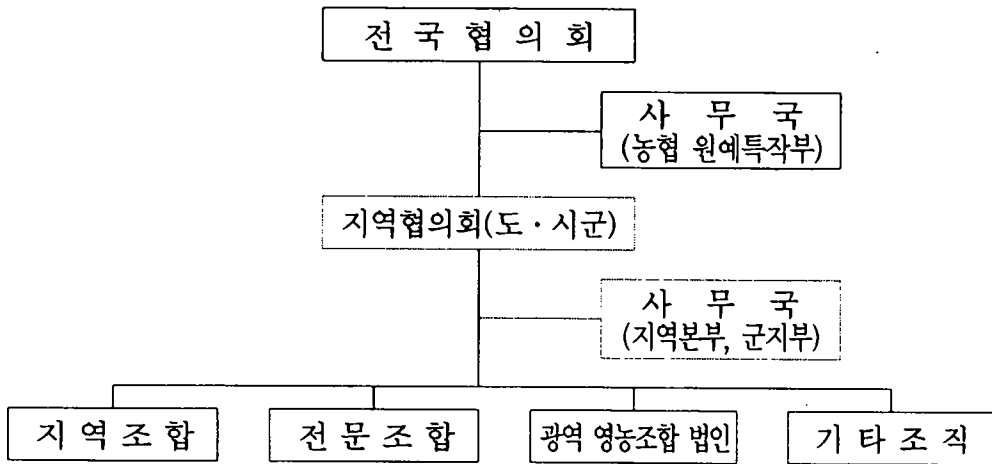 전 국 협 의 회
사 무 국
(농협 원예특작부)
지역협의회(도 · 시군)
사 무 국
(지역본부, 군지부)
지 역 조 합
전 문 조 합
광역 영농조합 법인
기 타 조 직